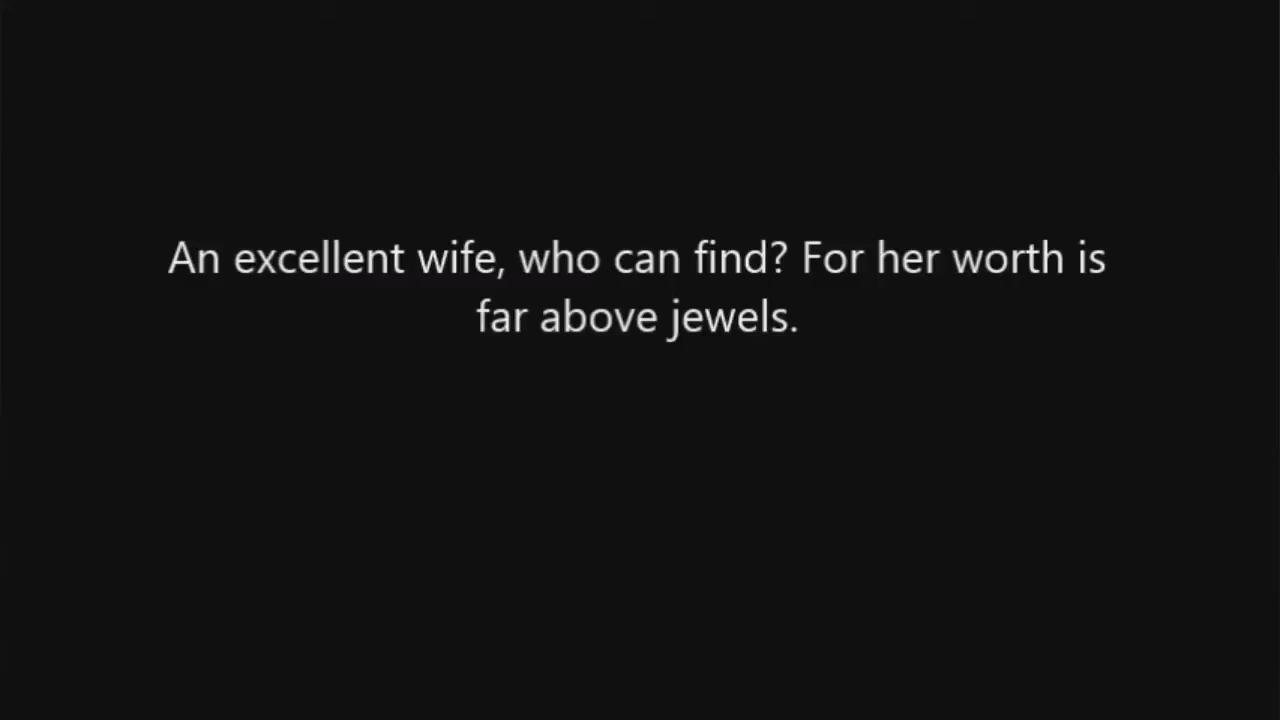 An excellent wife, who can find? For her worth is
far above jewels.